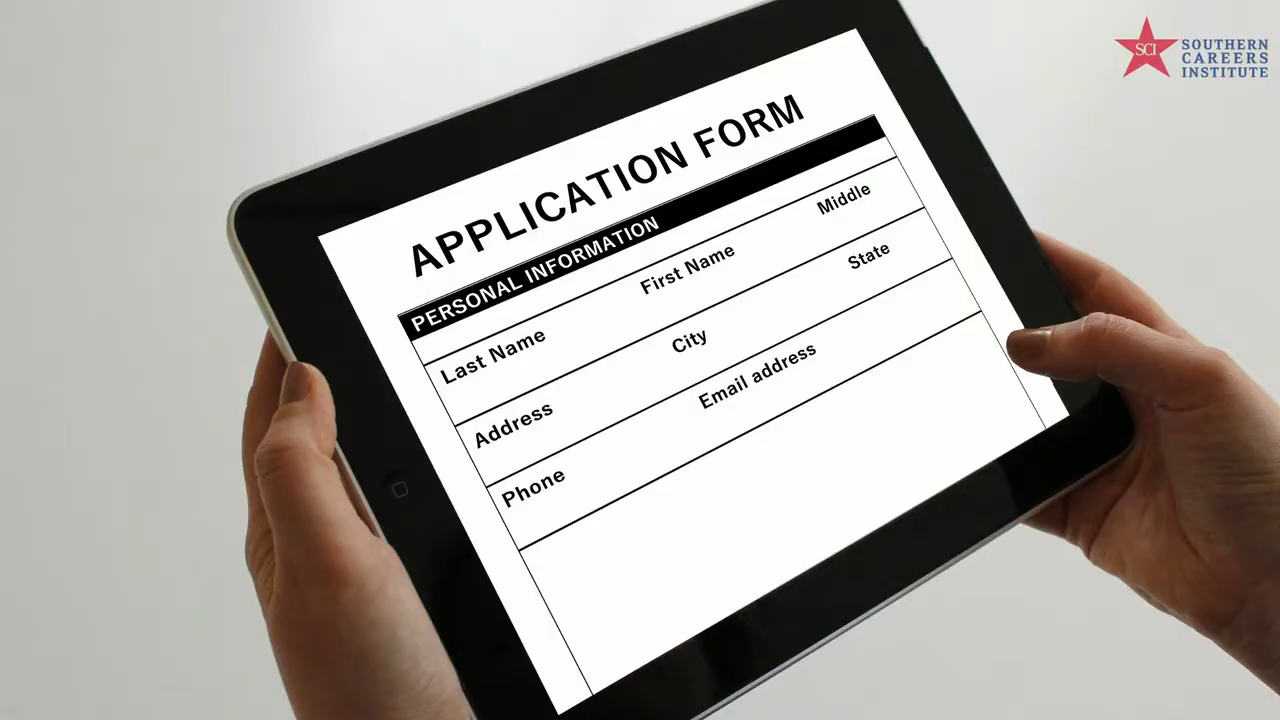 SCI
SOUTHERN
CAREERS
INSTITUTE
APPLICATION FORM
PERSONAL INFORMATION
Last Name First Name Middle
Address City State
Phone Email address